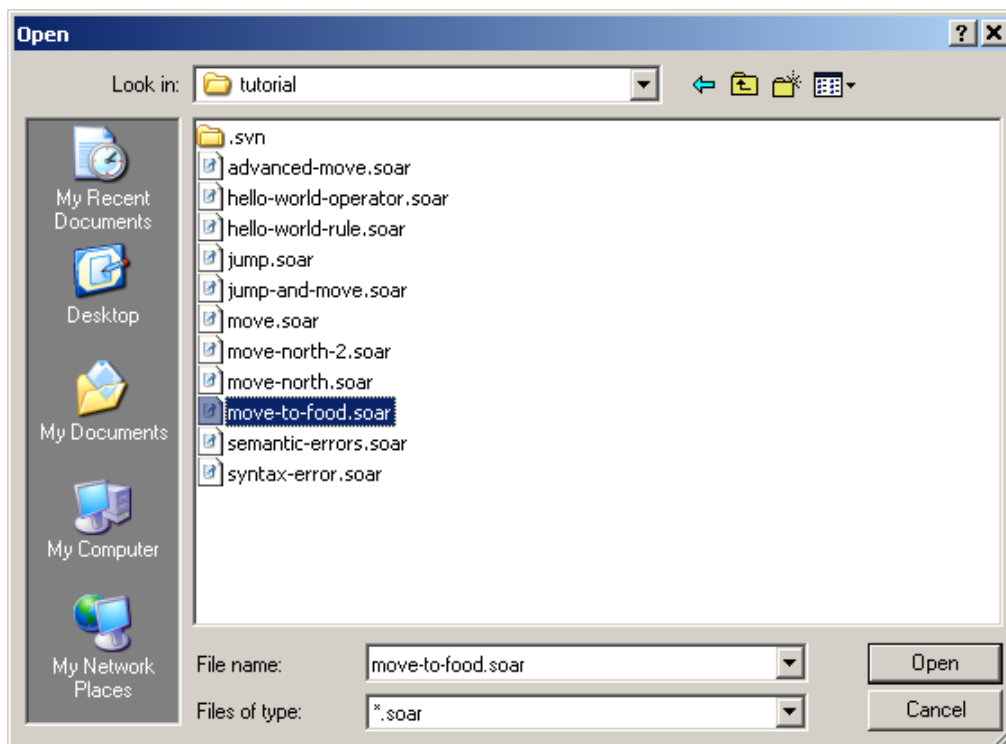 Open
Look in: tutorial
My Recent
Documents
Desktop
My Documents
My Computer
My Network
Places
.svn
advanced-move.soar
hello-world-operator.soar
hello-world-rule.soar
jump.soar
jump-and-move.soar
move.soar
move-north-2.soar
move-north.soar
move-to-food.soar
semantic-errors.soar
syntax-error.soar
File name: move-to-food.soar Open
Files of type: *.soar Cancel